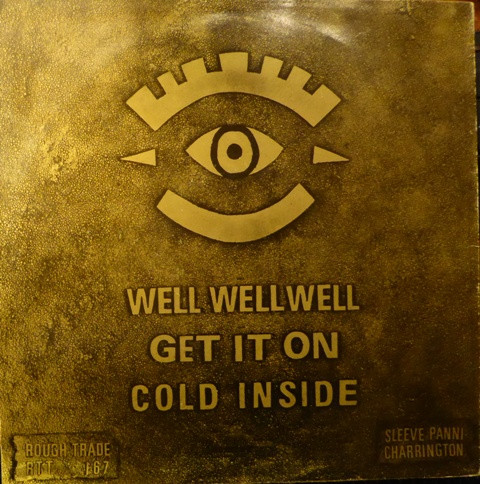 WELL WELLWELL
GET IT ON
COLD INSIDE
ROUGH TRADE
RTT 167
SLEEVE PANNI
CHARRINGTON